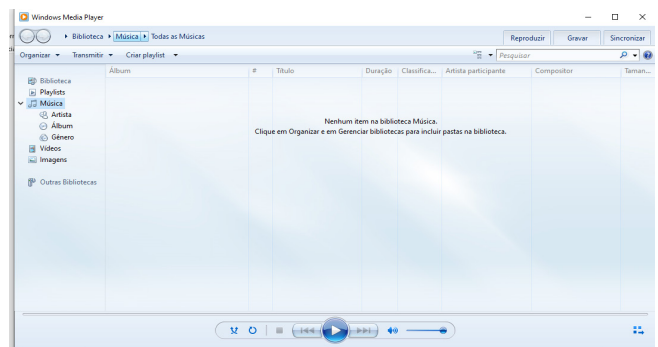 Windows Media Player
Biblioteca Música Todas as Músicas
Reproduzir Gravar Sincronizar
Organizar Transmitir Criar playlist
Pesquisar
Álbum # Título Duração Classifica... Artista participante Compositor Taman...
Biblioteca
Playlists
Música
Artista
Álbum
Gênero
Vídeos
Imagens
Outras Bibliotecas
Nenhum item na biblioteca Música.
Clique em Organizar e em Gerenciar bibliotecas para incluir pastas na biblioteca.